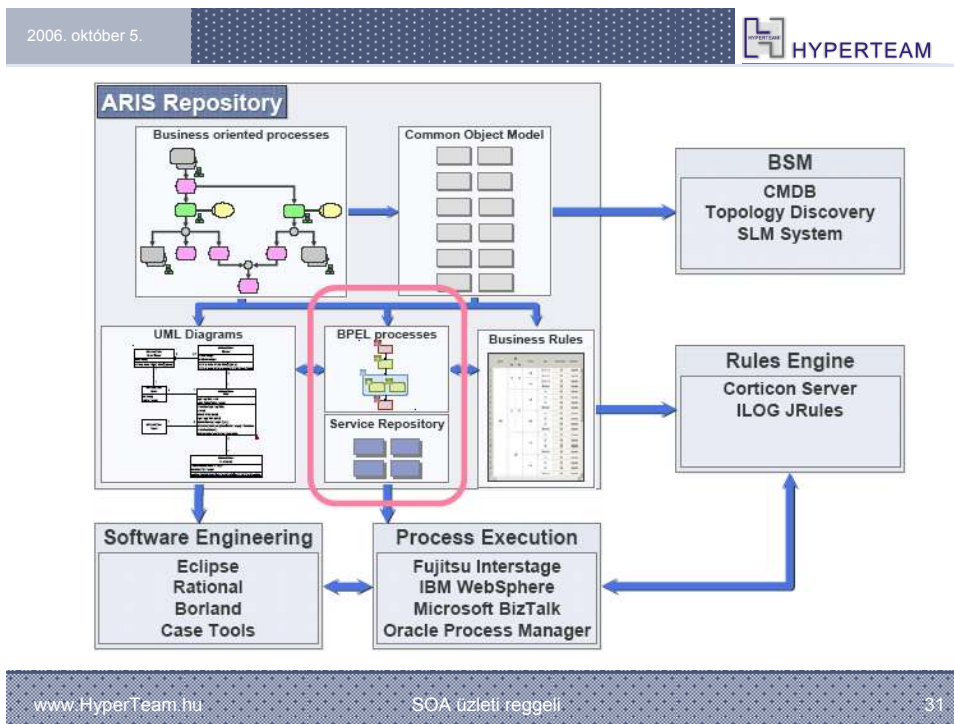 2006. október 5.
HYPERTEAM
HYPERTEAM
ARIS Repository
Business oriented processes
Common Object Model
BSM
CMDB
Topology Discovery
SLM System
UML Diagrams
BPEL processes
Business Rules
Service Repository
Rules Engine
Corticon Server
ILOG JRules
Software Engineering
Eclipse
Rational
Borland
Case Tools
Process Execution
Fujitsu Interstage
IBM WebSphere
Microsoft BizTalk
Oracle Process Manager
www.HyperTeam.hu
SOA üzleti reggeli
31